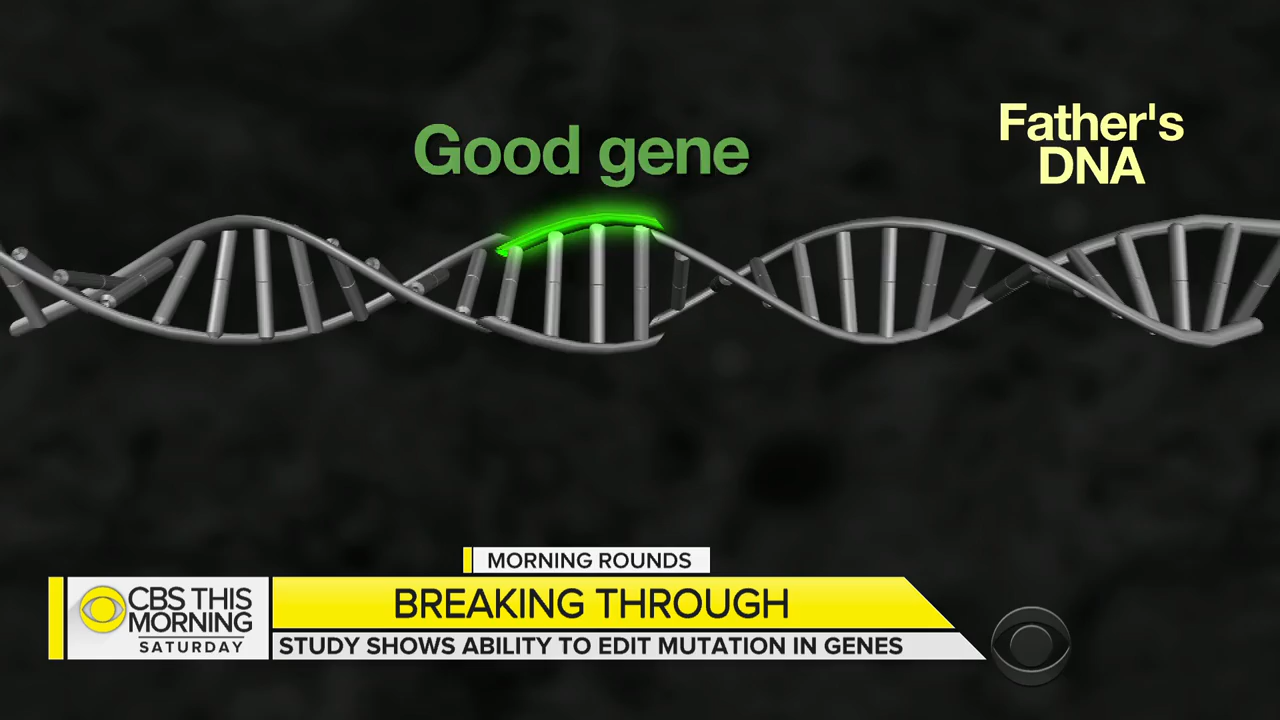 Father's
DNA
Good gene
MORNING ROUNDS
CBS THIS
MORNING
SATURDAY
BREAKING THROUGH
STUDY SHOWS ABILITY TO EDIT MUTATION IN GENES